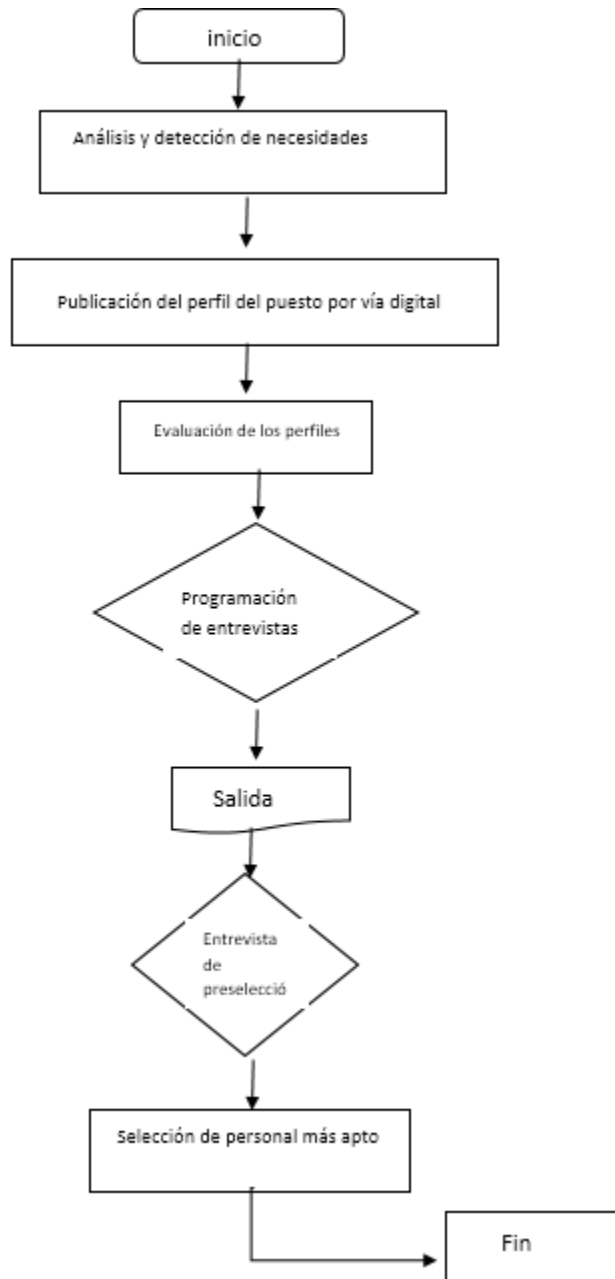 inicio
Análisis y detección de necesidades
Publicación del perfil del puesto por vía digital
Evaluación de los perfiles
Programación
de entrevistas
Salida
Entrevista
de
preselecció
Selección de personal más apto
Fin